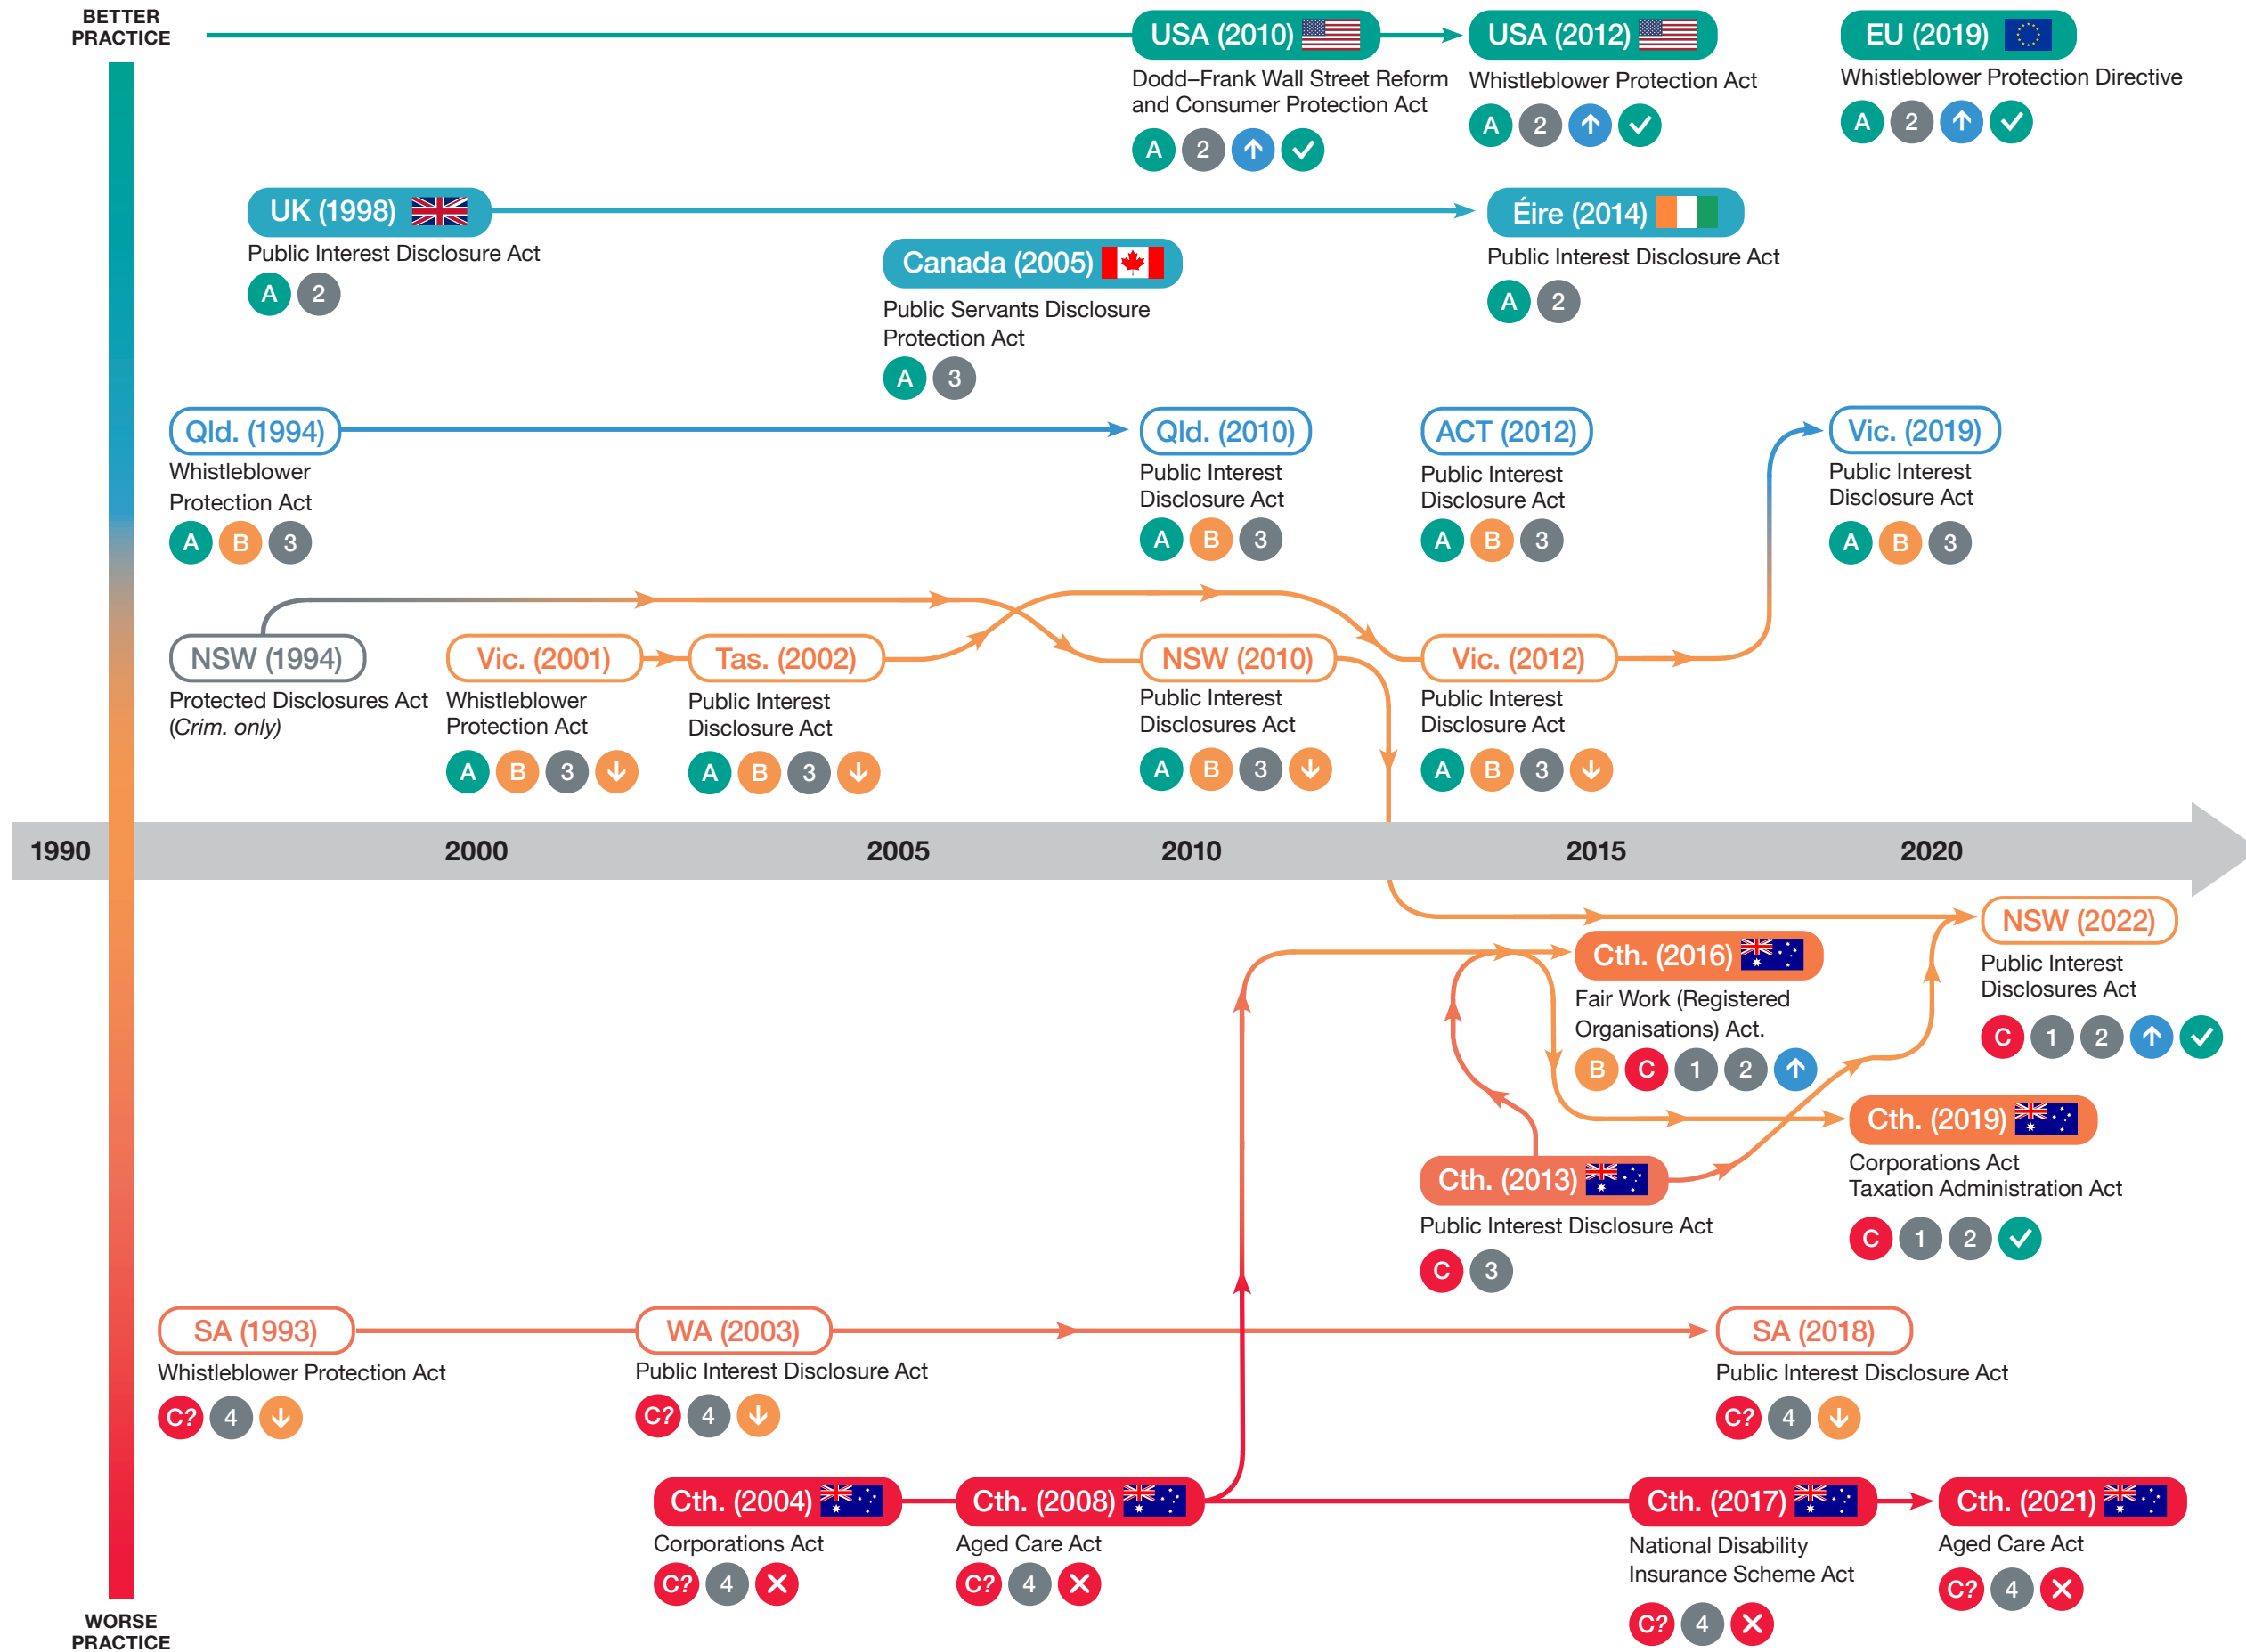 BETTER
PRACTICE
USA (2010)
Dodd–Frank Wall Street Reform
and Consumer Protection Act
A 2
USA (2012)
Whistleblower Protection Act
A 2
EU (2019)
Whistleblower Protection Directive
A 2
UK (1998)
Public Interest Disclosure Act
A 2
Canada (2005)
Public Servants Disclosure
Protection Act
A 3
Éire (2014)
Public Interest Disclosure Act
A 2
Qld. (1994)
Whistleblower
Protection Act
A B 3
Qld. (2010)
Public Interest
Disclosure Act
A B 3
ACT (2012)
Public Interest
Disclosure Act
A B 3
Vic. (2019)
Public Interest
Disclosure Act
A B 3
NSW (1994)
Protected Disclosures Act
(Crim. only)
Vic. (2001)
Whistleblower
Protection Act
A B 3
Tas. (2002)
Public Interest
Disclosure Act
A B 3
NSW (2010)
Public Interest
Disclosures Act
A B 3
Vic. (2012)
Public Interest
Disclosure Act
A B 3
1990 2000 2005 2010 2015 2020
NSW (2022)
Public Interest
Disclosures Act
C 1 2
Cth. (2016)
Fair Work (Registered
Organisations) Act.
B C 1 2
Cth. (2019)
Corporations Act
Taxation Administration Act
C 1 2
Cth. (2013)
Public Interest Disclosure Act
C 3
SA (1993)
Whistleblower Protection Act
C? 4
WA (2003)
Public Interest Disclosure Act
C? 4
SA (2018)
Public Interest Disclosure Act
C? 4
Cth. (2004)
Corporations Act
C? 4
Cth. (2008)
Aged Care Act
C? 4
Cth. (2017)
National Disability
Insurance Scheme Act
C? 4
Cth. (2021)
Aged Care Act
C? 4
WORSE
PRACTICE